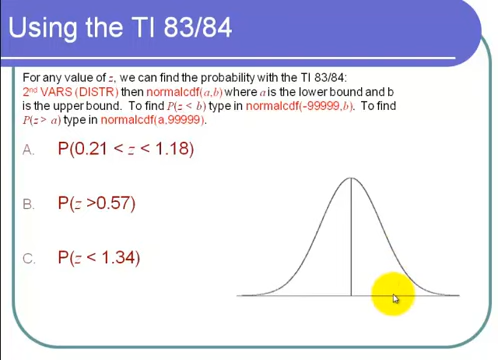 Using the TI 83/84
For any value of z, we can find the probability with the TI 83/84:
2nd VARS (DISTR) then normalcdf(a,b) where a is the lower bound and b
is the upper bound. To find P(z < b) type in normalcdf(-99999,b). To find
P(z> a) type in normalcdf(a,99999).
A. P(0.21 < z < 1.18)
B. P(z >0.57)
C. P(z < 1.34)